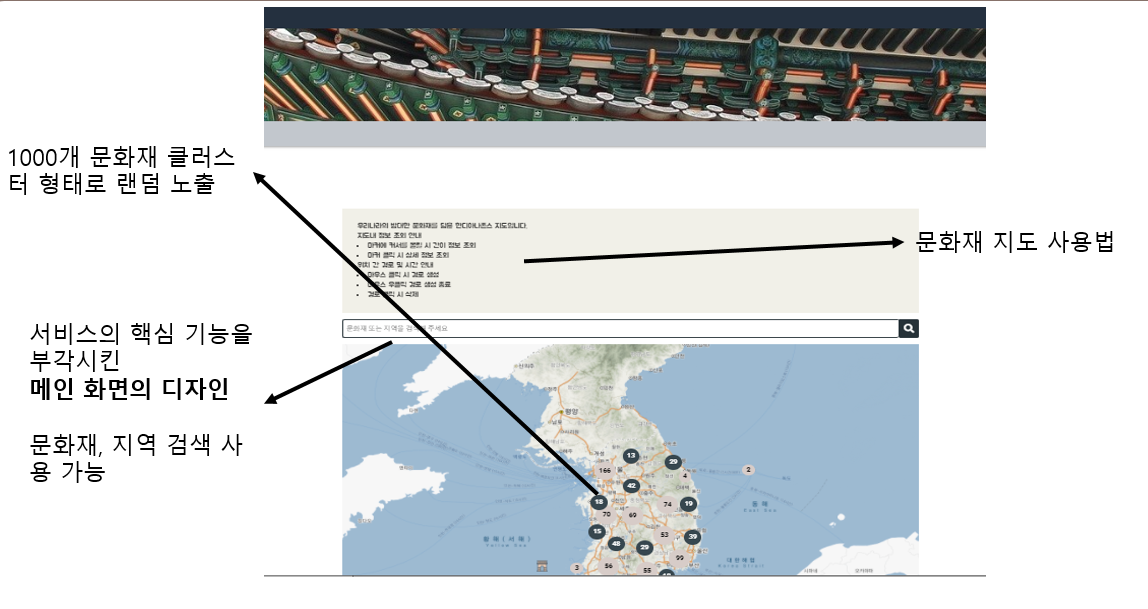 1000개 문화재 클러스
터 형태로 랜덤 노출
우리나라의 방대한 문화재를 담은 인디아나존스 지도입니다.
지도내 정보 조회 안내
• 마커에 커서를 올릴 시 간이 정보 조회
• 마커 클릭 시 상세 정보 조회
위치 간 경로 및 시간 안내
• 마우스 클릭 시 경로 생성
• 마우스 우클릭 경로 생성 종료
• 경로 클릭 시 삭제
문화재 지도 사용법
서비스의 핵심 기능을
부각시킨
메인 화면의 디자인
문화재, 지역 검색 사
용 가능
문화재 또는 지역을 검색해 주세요
평양
13
29
166
4
2
42
18
74
19
70
69
동 해
East Sea
15
53
39
48
29
황 해 ( 서 해 )
Yellow Sea
99
대 한 해 협
Korea Strait
3
56
55